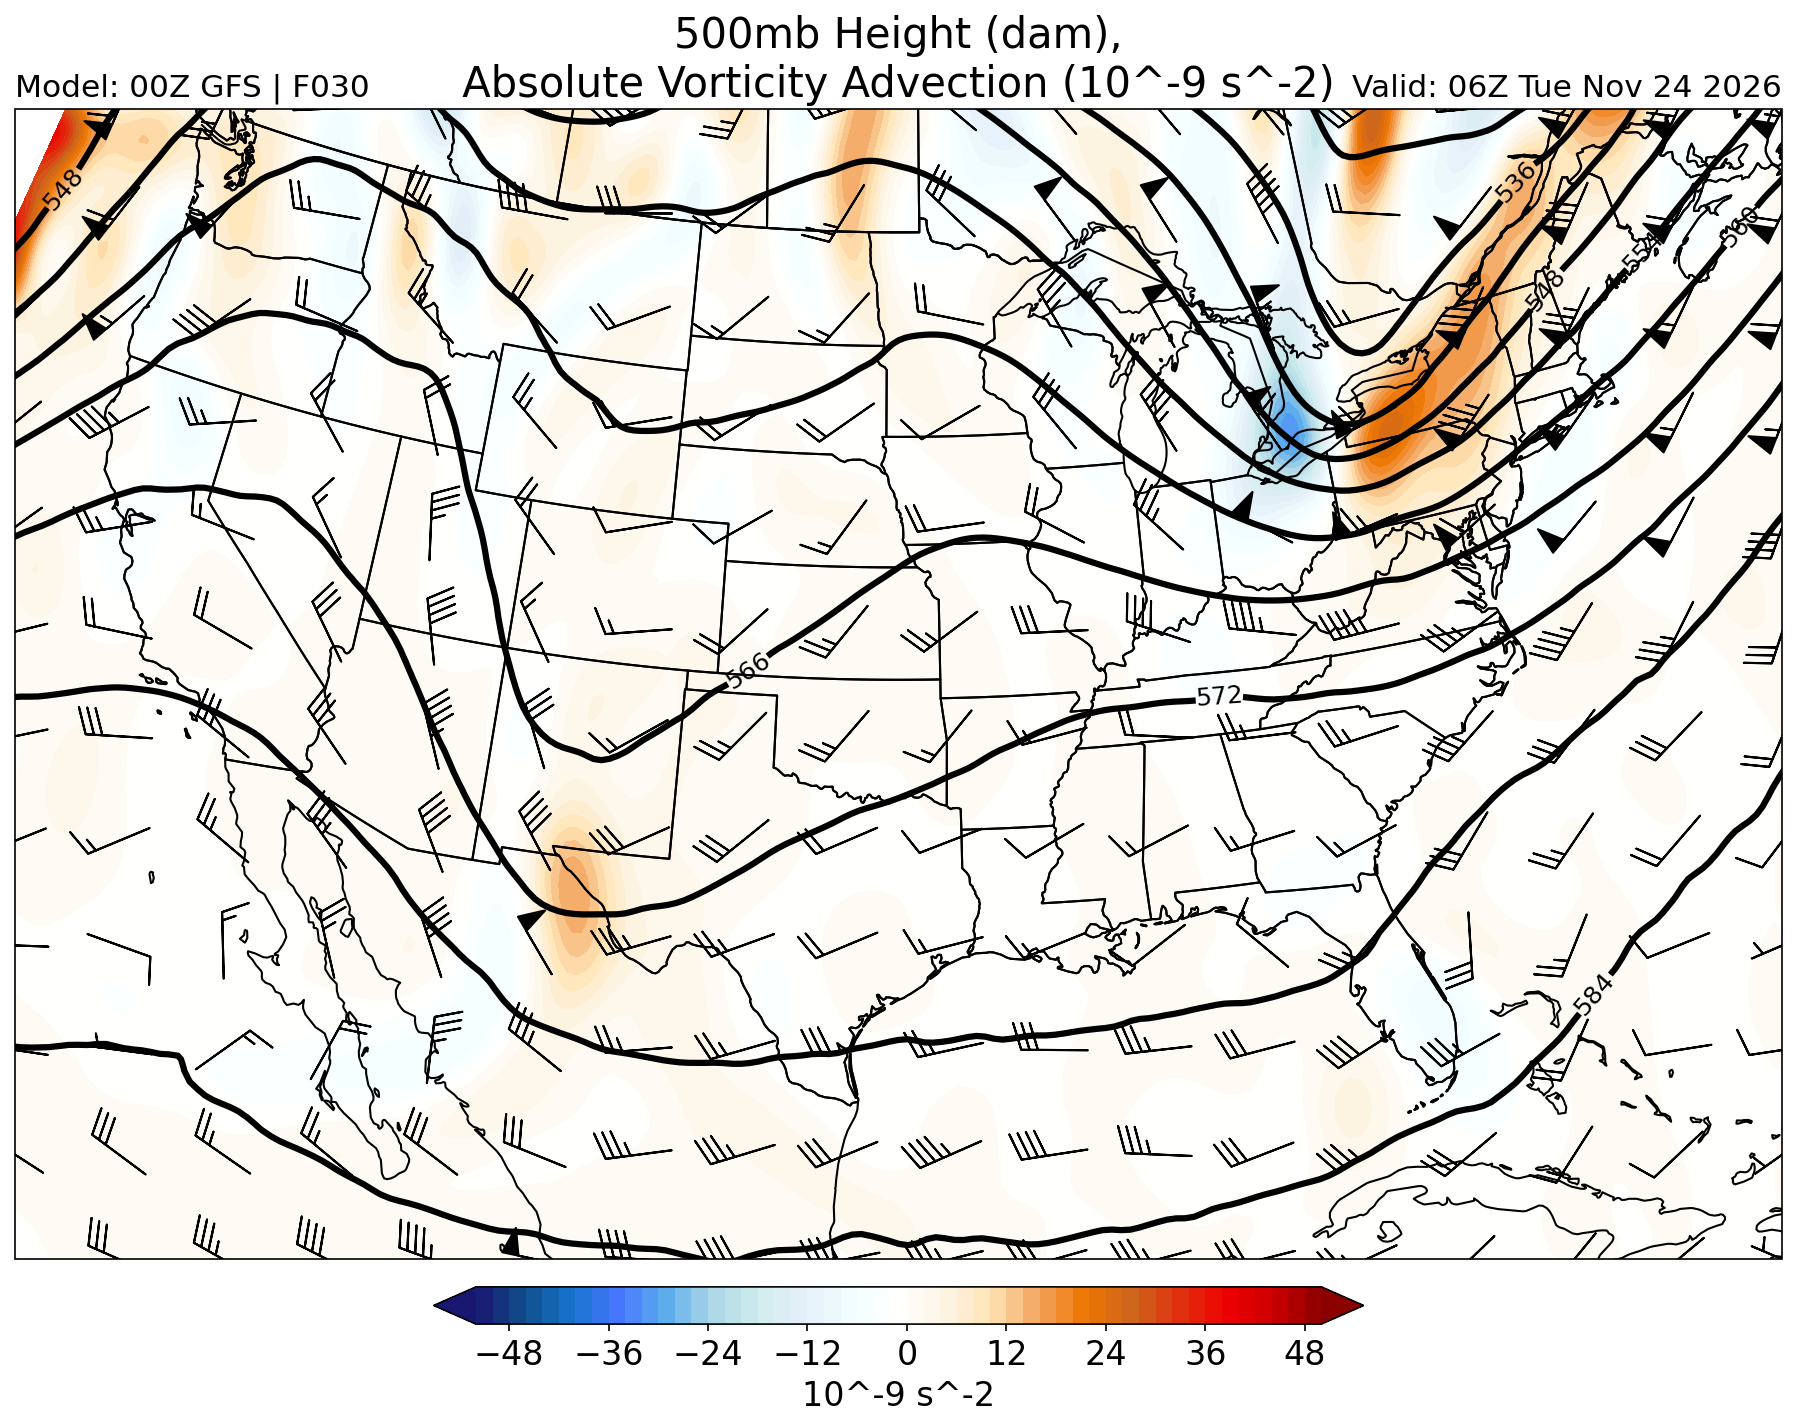 500mb Height (dam),
Model: 00Z GFS | F030
Absolute Vorticity Advection (10^-9 s^-2)
Valid: 06Z Tue Nov 24 2026
548
536
560
554
548
566
572
584
−48 −36 −24 −12 0 12 24 36 48
10^-9 s^-2